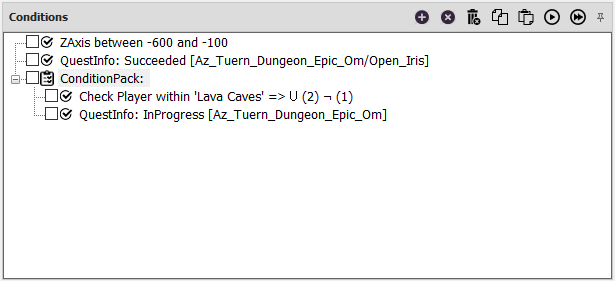 Conditions
ZAxis between -600 and -100
QuestInfo: Succeeded [Az_Tuern_Dungeon_Epic_Om/Open_Iris]
ConditionPack:
Check Player within 'Lava Caves' => U (2) ¬ (1)
QuestInfo: InProgress [Az_Tuern_Dungeon_Epic_Om]